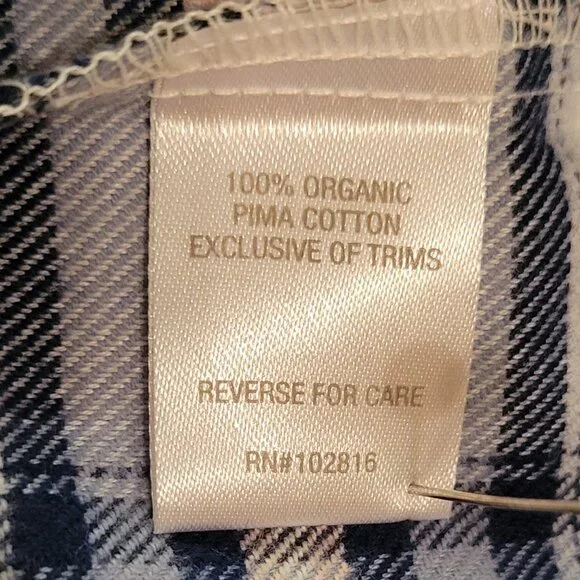 100% ORGANIC
PIMA COTTON
EXCLUSIVE OF TRIMS
REVERSE FOR CARE
RN#102816